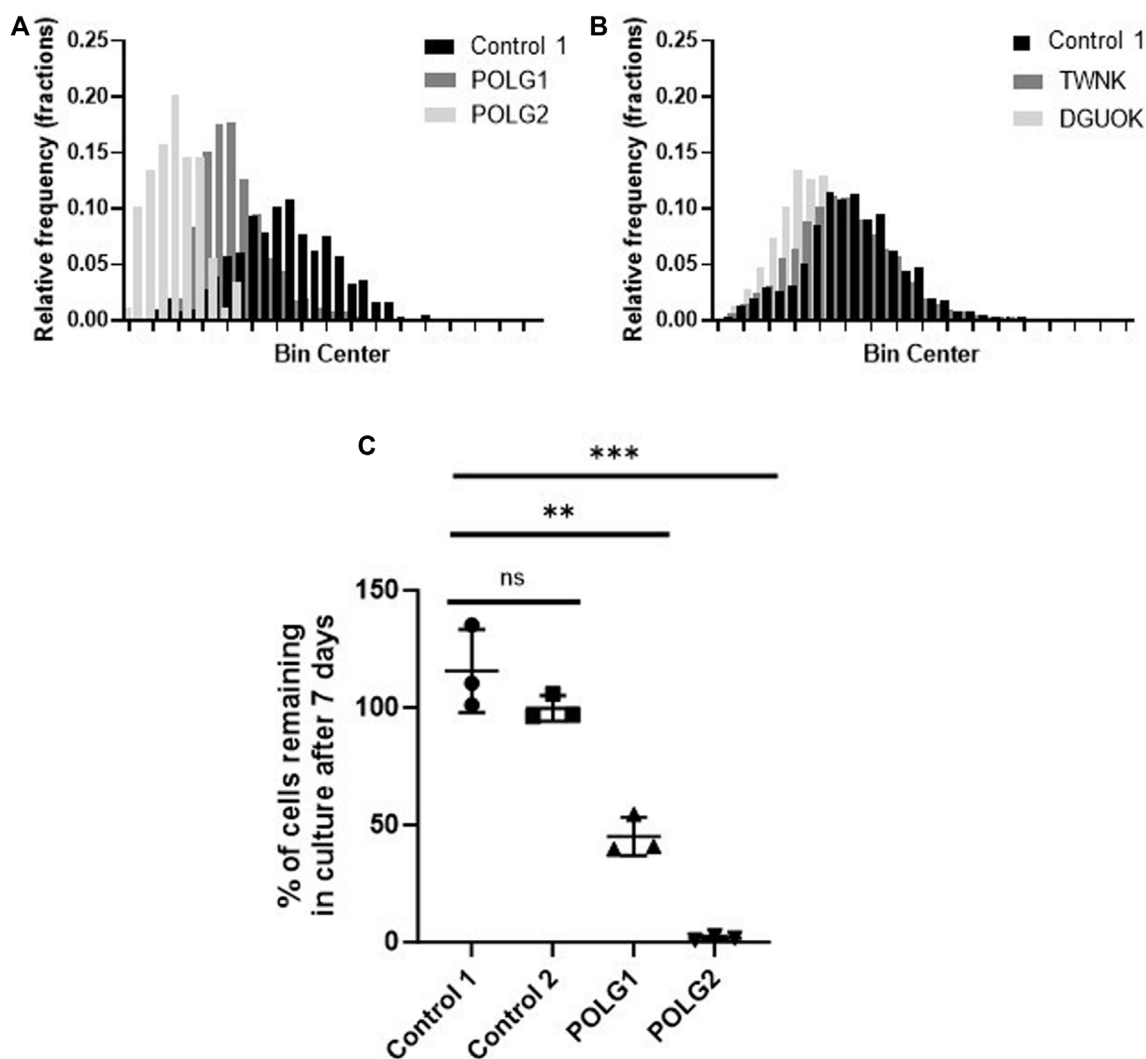 A
Relative frequency (fractions)
0.25
0.20
0.15
0.10
0.05
0.00
Control 1
POLG1
POLG2
Bin Center
B
Relative frequency (fractions)
0.25
0.20
0.15
0.10
0.05
0.00
Control 1
TWNK
DGUOK
Bin Center
C
***
**
ns
% of cells remaining
in culture after 7 days
150
100
50
0
Control 1
Control 2
POLG1
POLG2